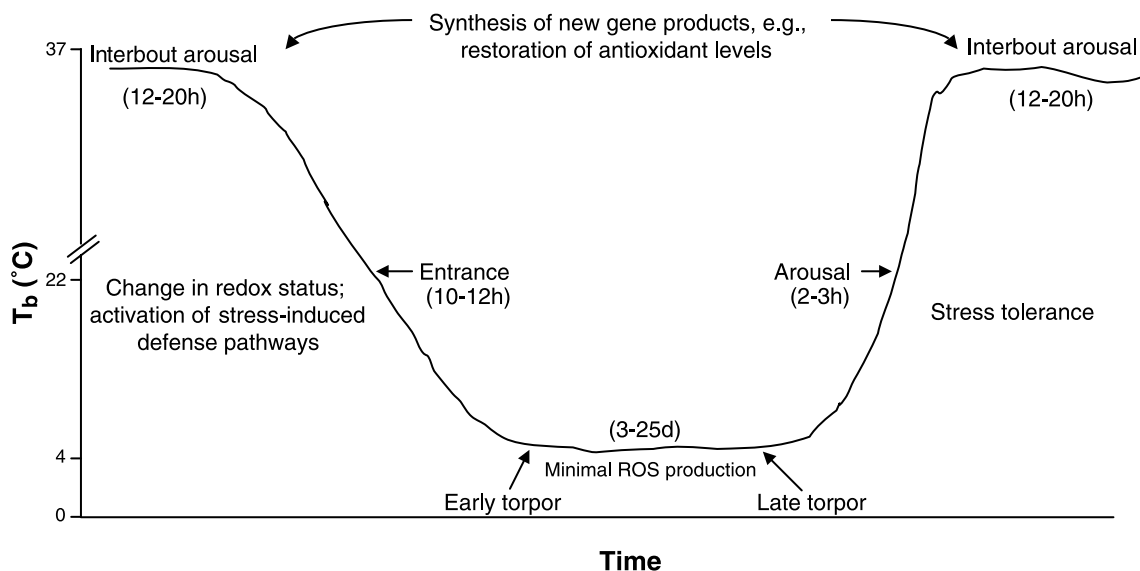 Synthesis of new gene products, e.g.,
restoration of antioxidant levels
37
Interbout arousal
(12-20h)
Interbout arousal
(12-20h)
T_b (˚C)
22
Entrance
(10-12h)
Change in redox status;
activation of stress-induced
defense pathways
Arousal
(2-3h)
Stress tolerance
(3-25d)
4
Minimal ROS production
Early torpor
Late torpor
0
Time